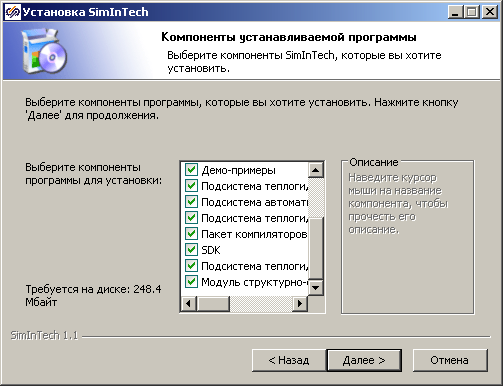 Установка SimInTech
Компоненты устанавливаемой программы
Выберите компоненты SimInTech, которые вы хотите
установить.
Выберите компоненты программы, которые вы хотите установить. Нажмите кнопку
'Далее' для продолжения.
Выберите компоненты
программы для установки:
Демо-примеры
Подсистема теплоги
Подсистема автомати
Подсистема теплоги
Пакет компиляторов
SDK
Подсистема теплоги
Модуль структурно-
Описание
Наведите курсор
мыши на название
компонента, чтобы
прочесть его
описание.
Требуется на диске: 248.4
Мбайт
SimInTech 1.1
< Назад
Далее >
Отмена